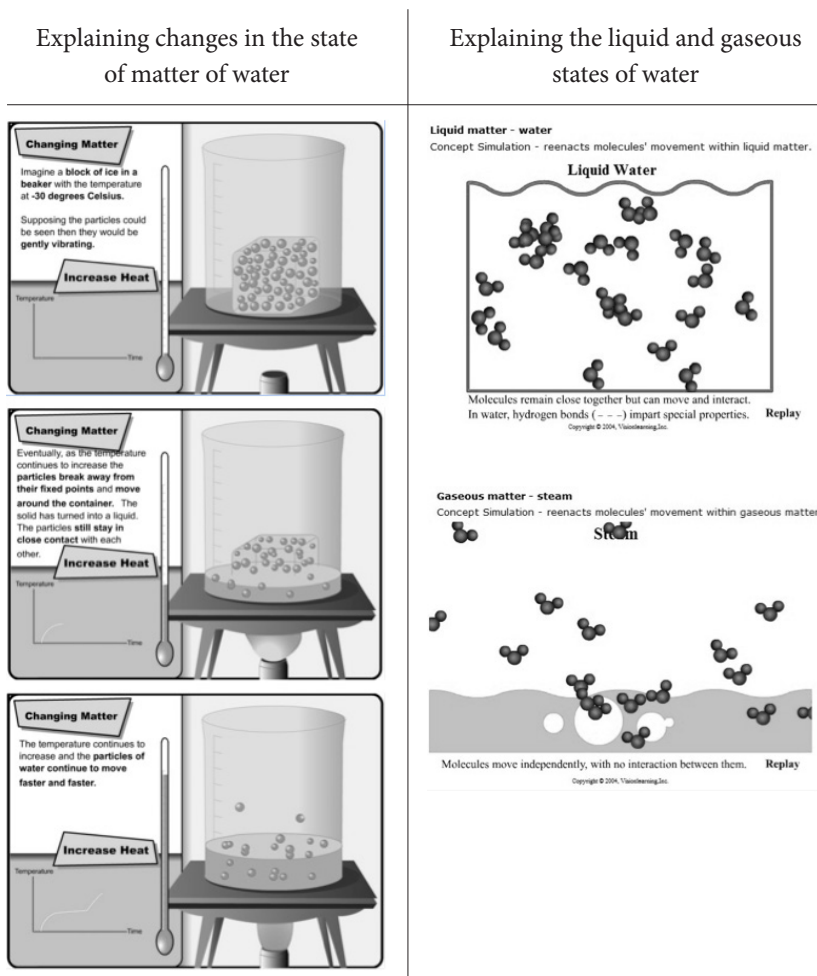 Explaining changes in the state
of matter of water
Explaining the liquid and gaseous
states of water
Changing Matter
Imagine a block of ice in a
beaker with the temperature
at -30 degrees Celsius.
Supposing the particles could
be seen then they would be
gently vibrating.
Increase Heat
Temperature
Time
Changing Matter
Eventually, as the temperature
continues to increase the
particles break away from
their fixed points and move
around the container. The
solid has turned into a liquid.
The particles still stay in
close contact with each
other.
Increase Heat
Temperature
Time
Changing Matter
The temperature continues to
increase and the particles of
water continue to move
faster and faster.
Increase Heat
Temperature
Time
Liquid matter - water
Concept Simulation - reenacts molecules' movement within liquid matter.
Liquid Water
Molecules remain close together but can move and interact.
In water, hydrogen bonds (- - -) impart special properties. Replay
Copyright © 2004, Visionlearning, Inc.
Gaseous matter - steam
Concept Simulation - reenacts molecules' movement within gaseous matter
Steam
Molecules move independently, with no interaction between them. Replay
Copyright © 2004, Visionlearning, Inc.